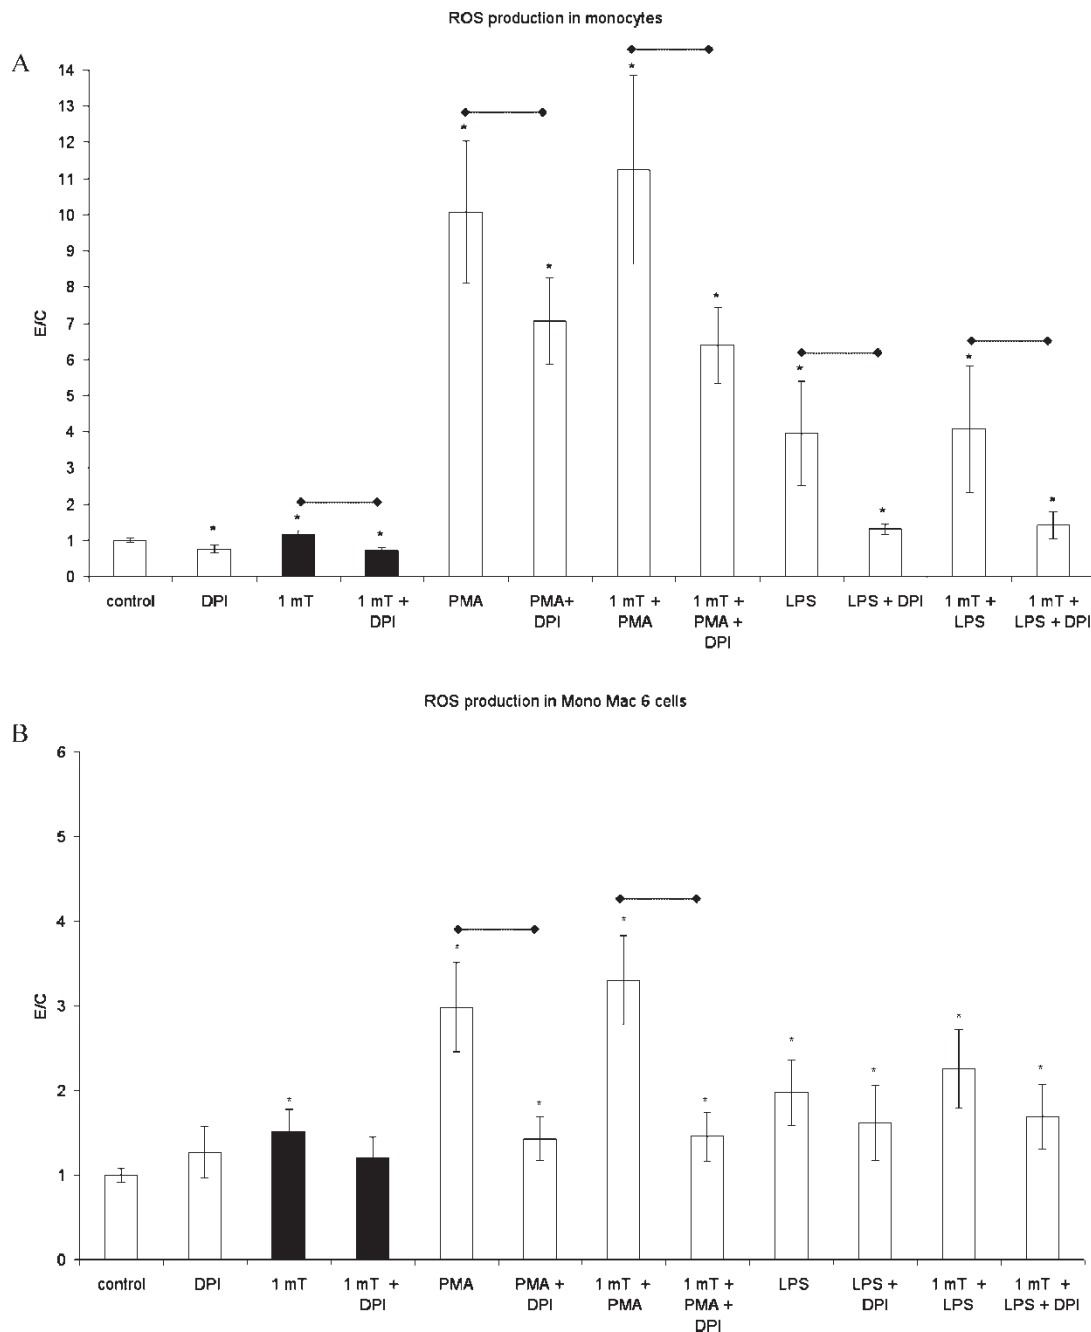 ROS production in monocytes
A
14
13
12
11
10
9
8
7
6
5
4
3
2
1
0
E/C
* * * * * * * * * * *
control DPI 1 mT 1 mT + PMA PMA+ 1 mT + 1 mT + LPS LPS + DPI 1 mT + 1 mT +
DPI DPI PMA PMA + LPS LPS + DPI
DPI
ROS production in Mono Mac 6 cells
B
6
5
4
3
2
1
0
E/C
* * * * * * * * *
control DPI 1 mT 1 mT + PMA PMA + 1 mT + 1 mT + LPS LPS + 1 mT + 1 mT +
DPI DPI PMA PMA + DPI LPS LPS + DPI
DPI